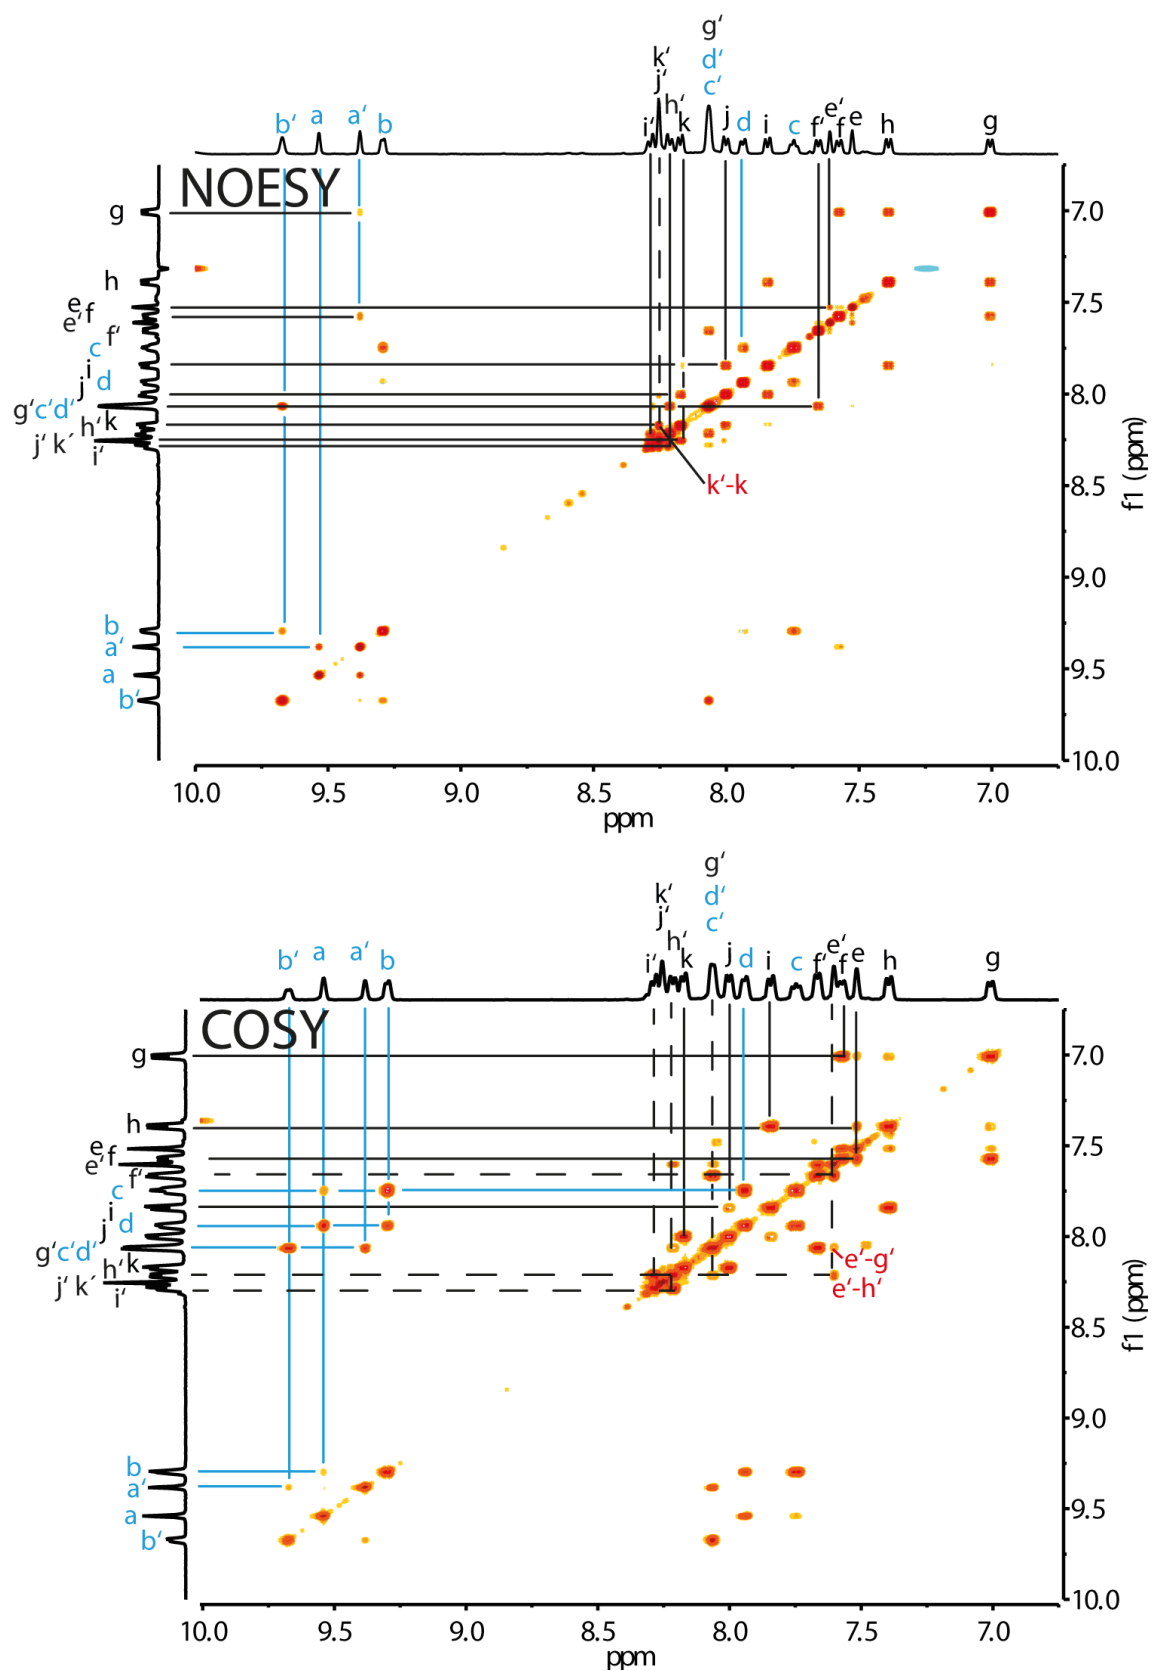 g‘
k‘ d‘
j‘ c‘
b‘ a a‘ b i‘ h‘ k j d i c f‘ e‘ f e h g
NOESY
g
h
e
e‘ f
f‘
c
i
j d
g‘c‘d‘
h‘ k
j‘ k´
i‘
b
a‘
a
b‘
k‘-k
7.0
7.5
8.0
8.5
9.0
9.5
10.0
f1 (ppm)
10.0 9.5 9.0 8.5 8.0 7.5 7.0
ppm
g‘
k‘ d‘
j‘ c‘
b‘ a a‘ b i‘ h‘ k j d i c f‘ e‘ f e h g
COSY
g
h
e
e‘ f
f‘
c
i
j d
g‘c‘d‘
h‘ k
j‘ k´
i‘
b
a‘
a
b‘
e‘-g‘
e‘-h‘
7.0
7.5
8.0
8.5
9.0
9.5
10.0
f1 (ppm)
10.0 9.5 9.0 8.5 8.0 7.5 7.0
ppm